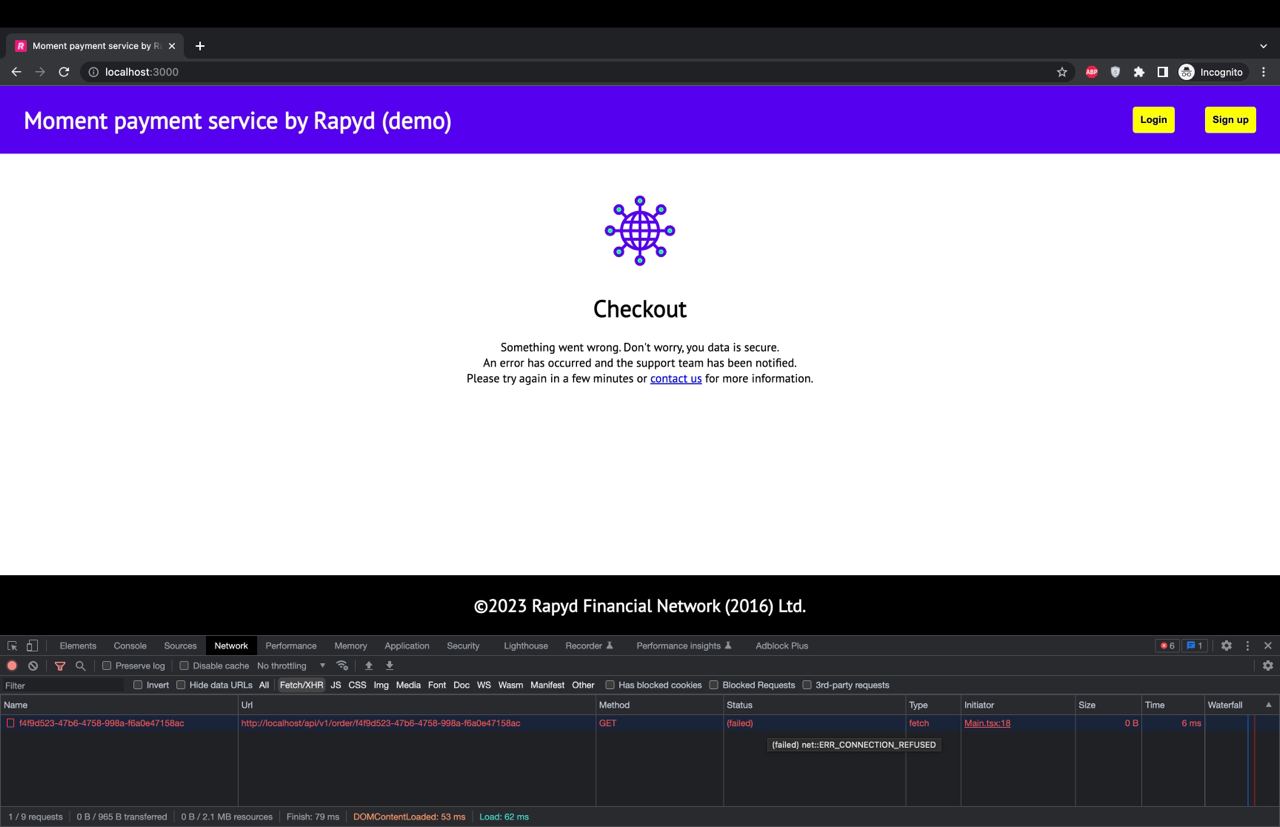 Moment payment service by Ra
localhost:3000
ABP
Incognito
Moment payment service by Rapyd (demo)
Login
Sign up
Checkout
Something went wrong. Don't worry, you data is secure.
An error has occurred and the support team has been notified.
Please try again in a few minutes or contact us for more information.
©2023 Rapyd Financial Network (2016) Ltd.
Elements Console Sources Network Performance Memory Application Security Lighthouse Recorder Performance insights Adblock Plus 6 1
Preserve log Disable cache No throttling
Filter Invert Hide data URLs All Fetch/XHR JS CSS Img Media Font Doc WS Wasm Manifest Other Has blocked cookies Blocked Requests 3rd-party requests
Name Url Method Status Type Initiator Size Time Waterfall
f4f9d523-47b6-4758-998a-f6a0e47158ac http://localhost/api/v1/order/f4f9d523-47b6-4758-998a-f6a0e47158ac GET (failed) fetch Main.tsx:18 0 B 6 ms
(failed) net::ERR_CONNECTION_REFUSED
1 / 9 requests 0 B / 965 B transferred 0 B / 2.1 MB resources Finish: 79 ms DOMContentLoaded: 53 ms Load: 62 ms